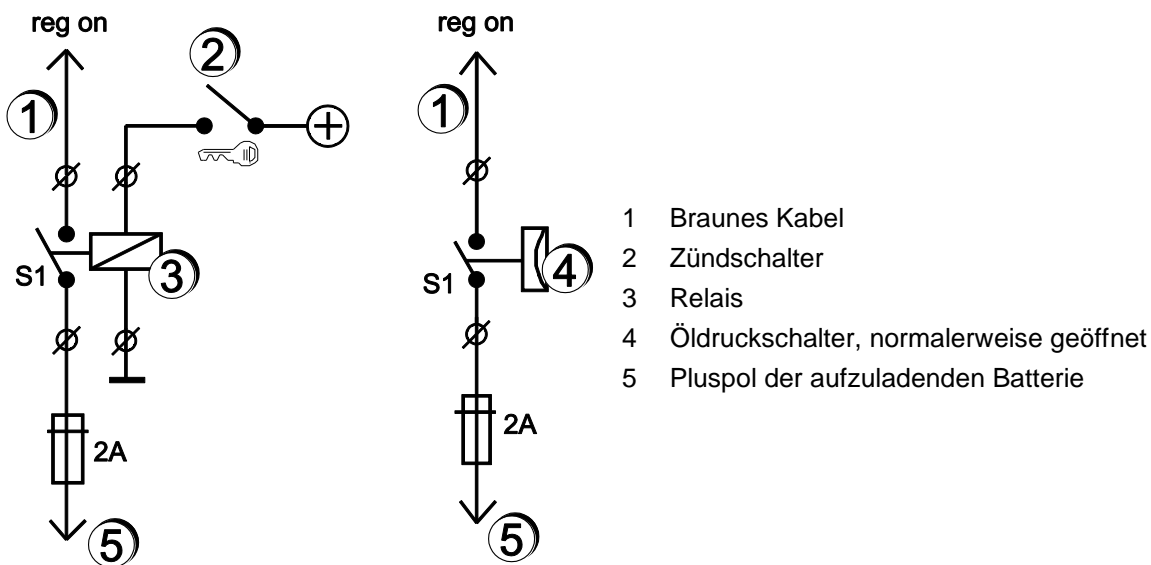 reg on
1
2
S1
3
2A
5
reg on
1
S1
4
2A
5
1 Braunes Kabel
2 Zündschalter
3 Relais
4 Öldruckschalter, normalerweise geöffnet
5 Pluspol der aufzuladenden Batterie